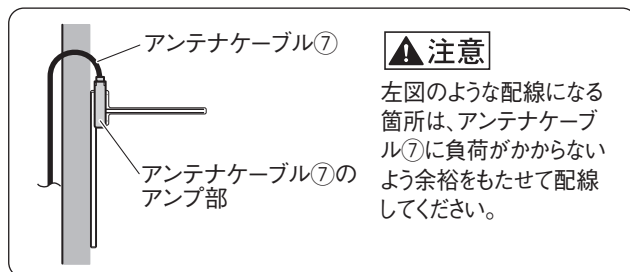 アンテナケーブル⑦
アンテナケーブル⑦の
アンプ部
注意
左図のような配線になる
箇所は、アンテナケーブ
ル⑦に負荷がかからない
よう余裕をもたせて配線
してください。